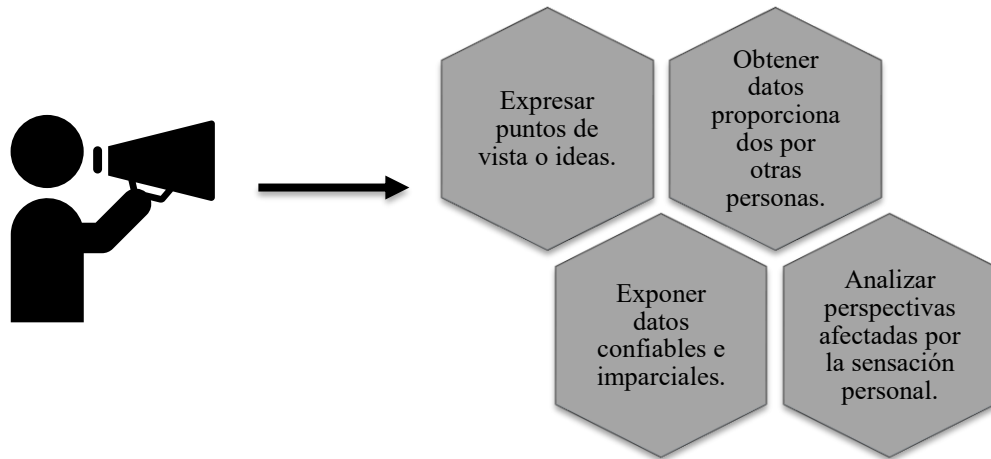 Expresar
puntos de
vista o ideas.
Obtener
datos
proporciona
dos por
otras
personas.
Exponer
datos
confiables e
imparciales.
Analizar
perspectivas
afectadas por
la sensación
personal.